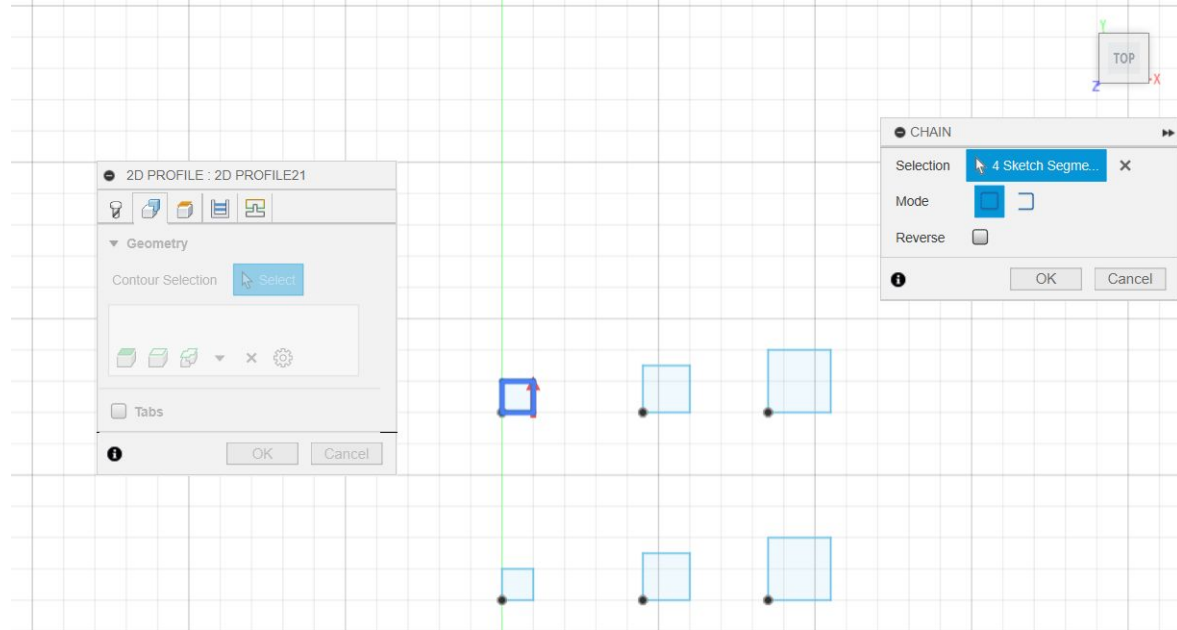 Y
TOP
X
Z
CHAIN
Selection 4 Sketch Segme...
Mode
Reverse
OK Cancel
2D PROFILE : 2D PROFILE21
Geometry
Contour Selection Select
Tabs
OK Cancel